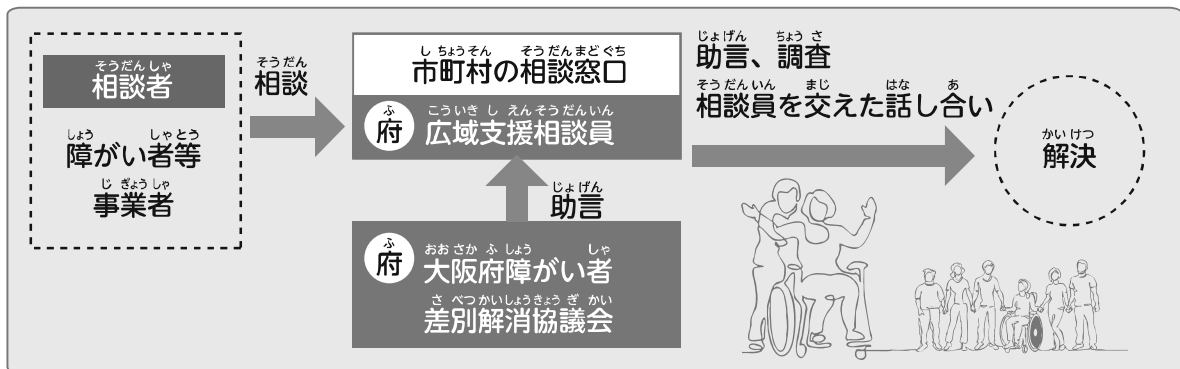 相談者
障がい者等
事業者
相談
市町村の相談窓口
府 広域支援相談員
助言
府 大阪府障がい者
差別解消協議会
助言、調査
相談員を交えた話し合い
解決